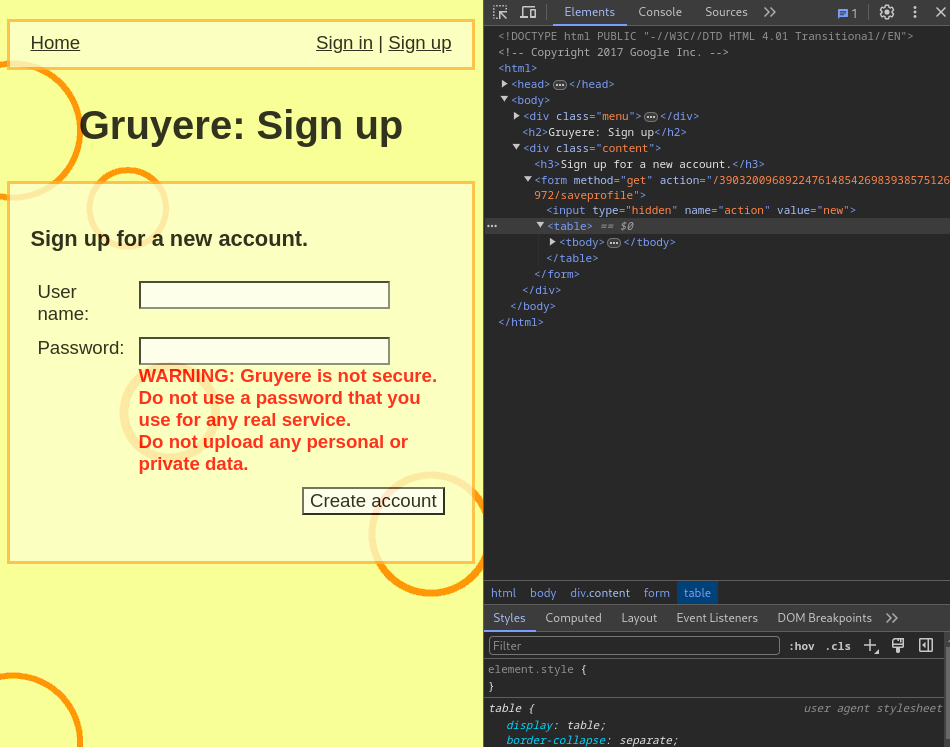 Home
Sign in | Sign up
Gruyere: Sign up
Sign up for a new account.
User
name:
Password:
WARNING: Gruyere is not secure.
Do not use a password that you
use for any real service.
Do not upload any personal or
private data.
Create account
Elements Console Sources 1
<!DOCTYPE html PUBLIC "-//W3C//DTD HTML 4.01 Transitional//EN">
<!-- Copyright 2017 Google Inc. -->
<html>
<head> ••• </head>
<body>
<div class="menu"> ••• </div>
<h2>Gruyere: Sign up</h2>
<div class="content">
<h3>Sign up for a new account.</h3>
<form method="get" action="/390320096892247614854269839385751​26
972/saveprofile">
<input type="hidden" name="action" value="new">
••• <table> == $0
<tbody> ••• </tbody>
</table>
</form>
</div>
</body>
</html>
html body div.content form table
Styles Computed Layout Event Listeners DOM Breakpoints
Filter :hov .cls
element.style {
}
table { user agent stylesheet
display: table;
border-collapse: separate;